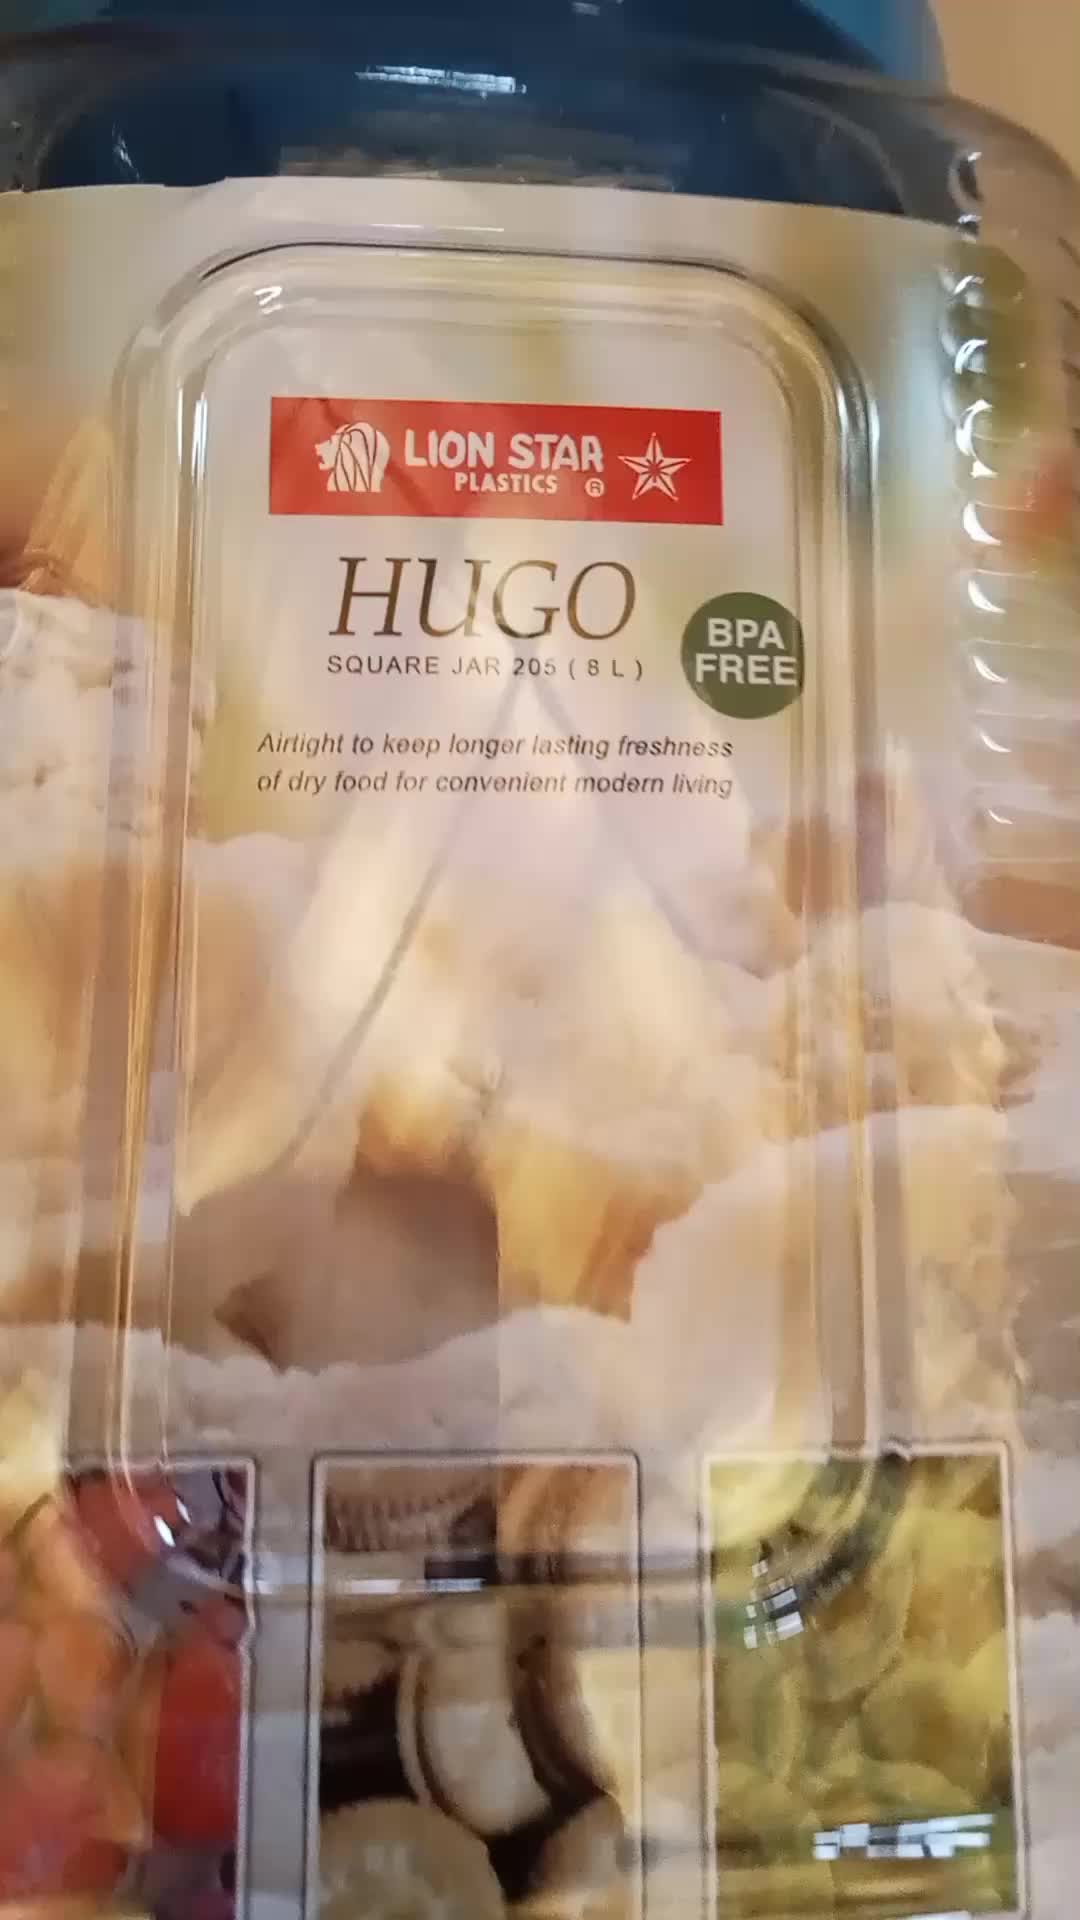 LION STAR
PLASTICS ®
HUGO
SQUARE JAR 205 ( 8 L )
BPA
FREE
Airtight to keep longer lasting freshness
of dry food for convenient modern living